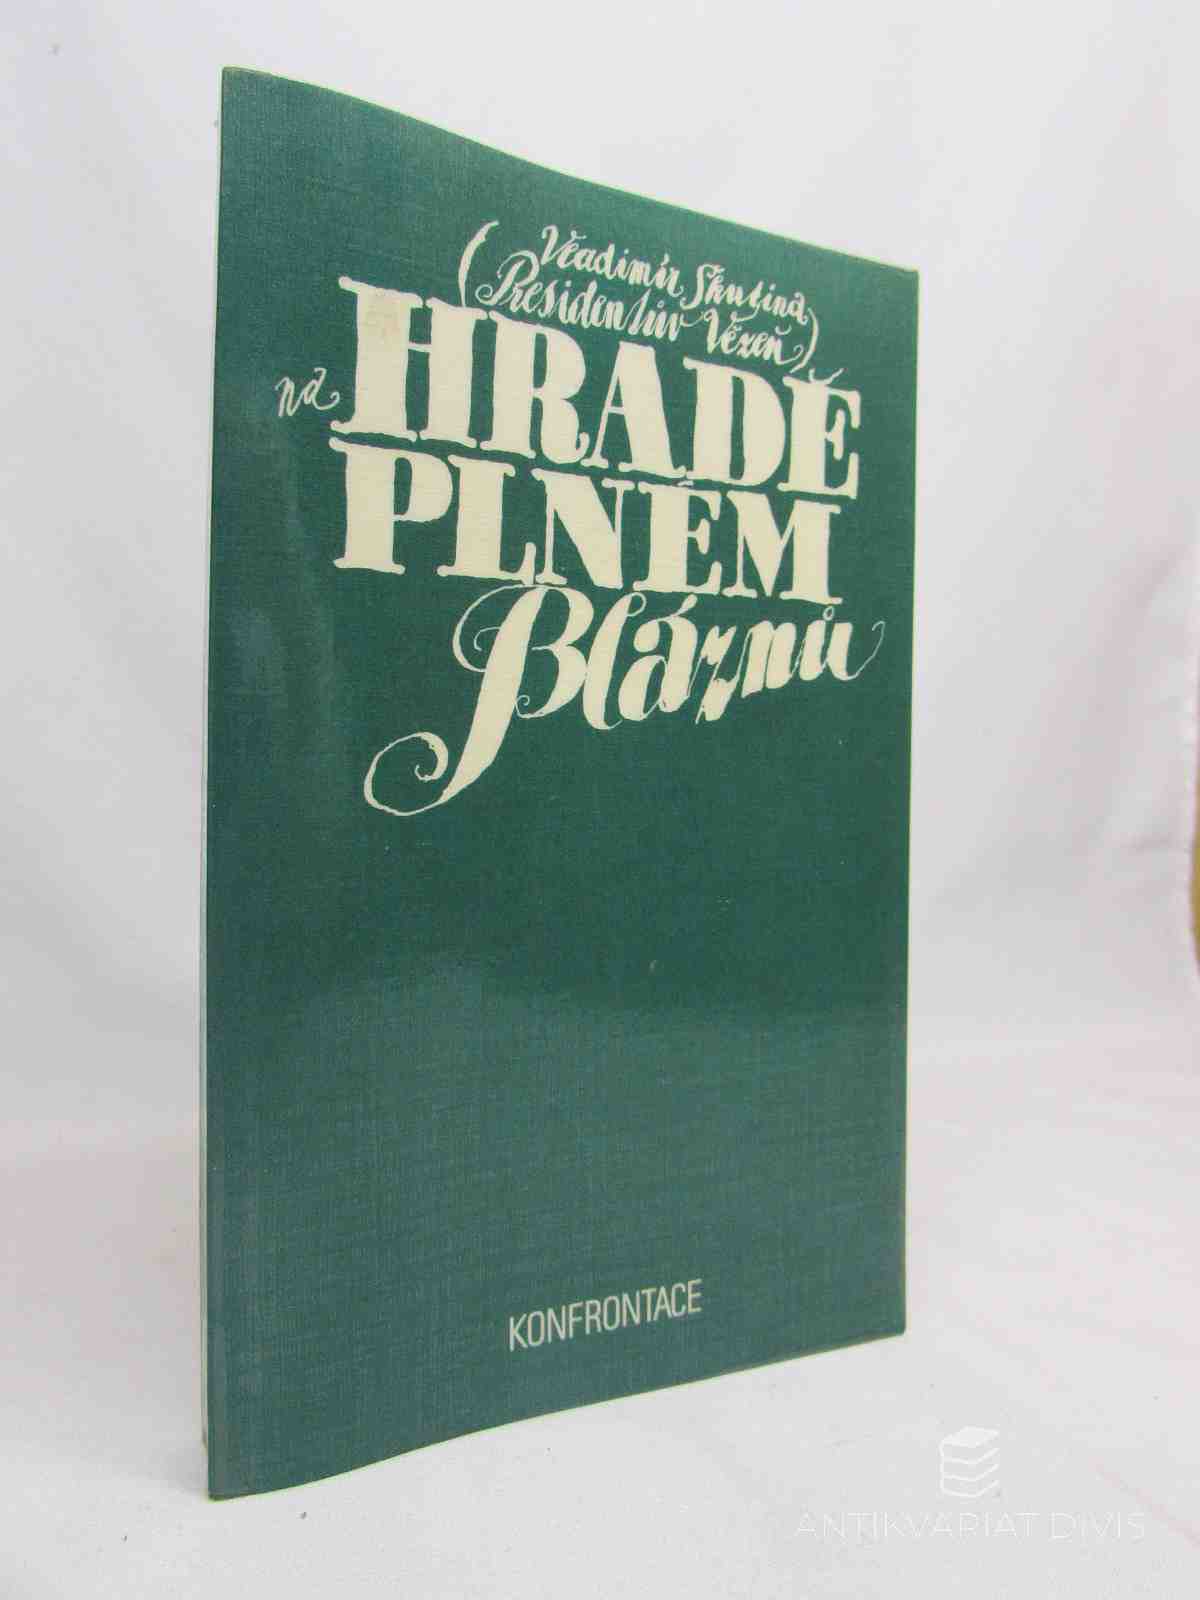 (Vladimír Škutina
Presidentův Vězeň)
na HRADĚ
PLNÉM
Bláznů
KONFRONTACE
ANTIKVARIAT DIVIS